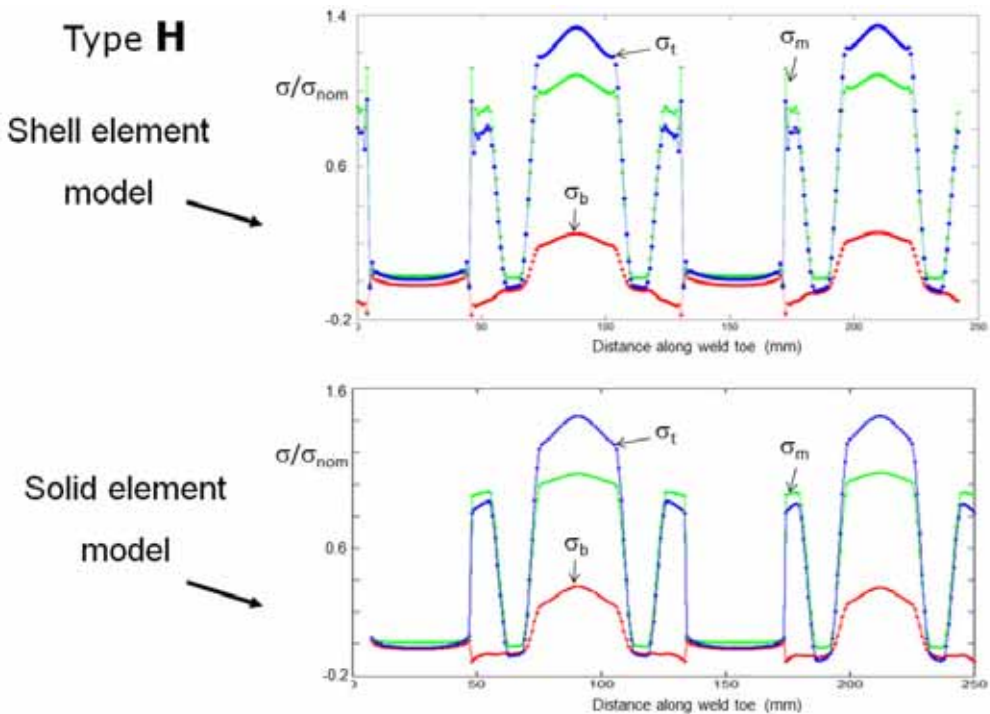 Type H
Shell element
model
1.4
σ/σnom
0.6
-0.2
σt
σm
σb
50
100
150
200
250
Distance along weld toe (mm)
Solid element
model
1.6
σ/σnom
0.6
-0.2
σt
σm
σb
50
100
150
200
250
Distance along weld toe (mm)